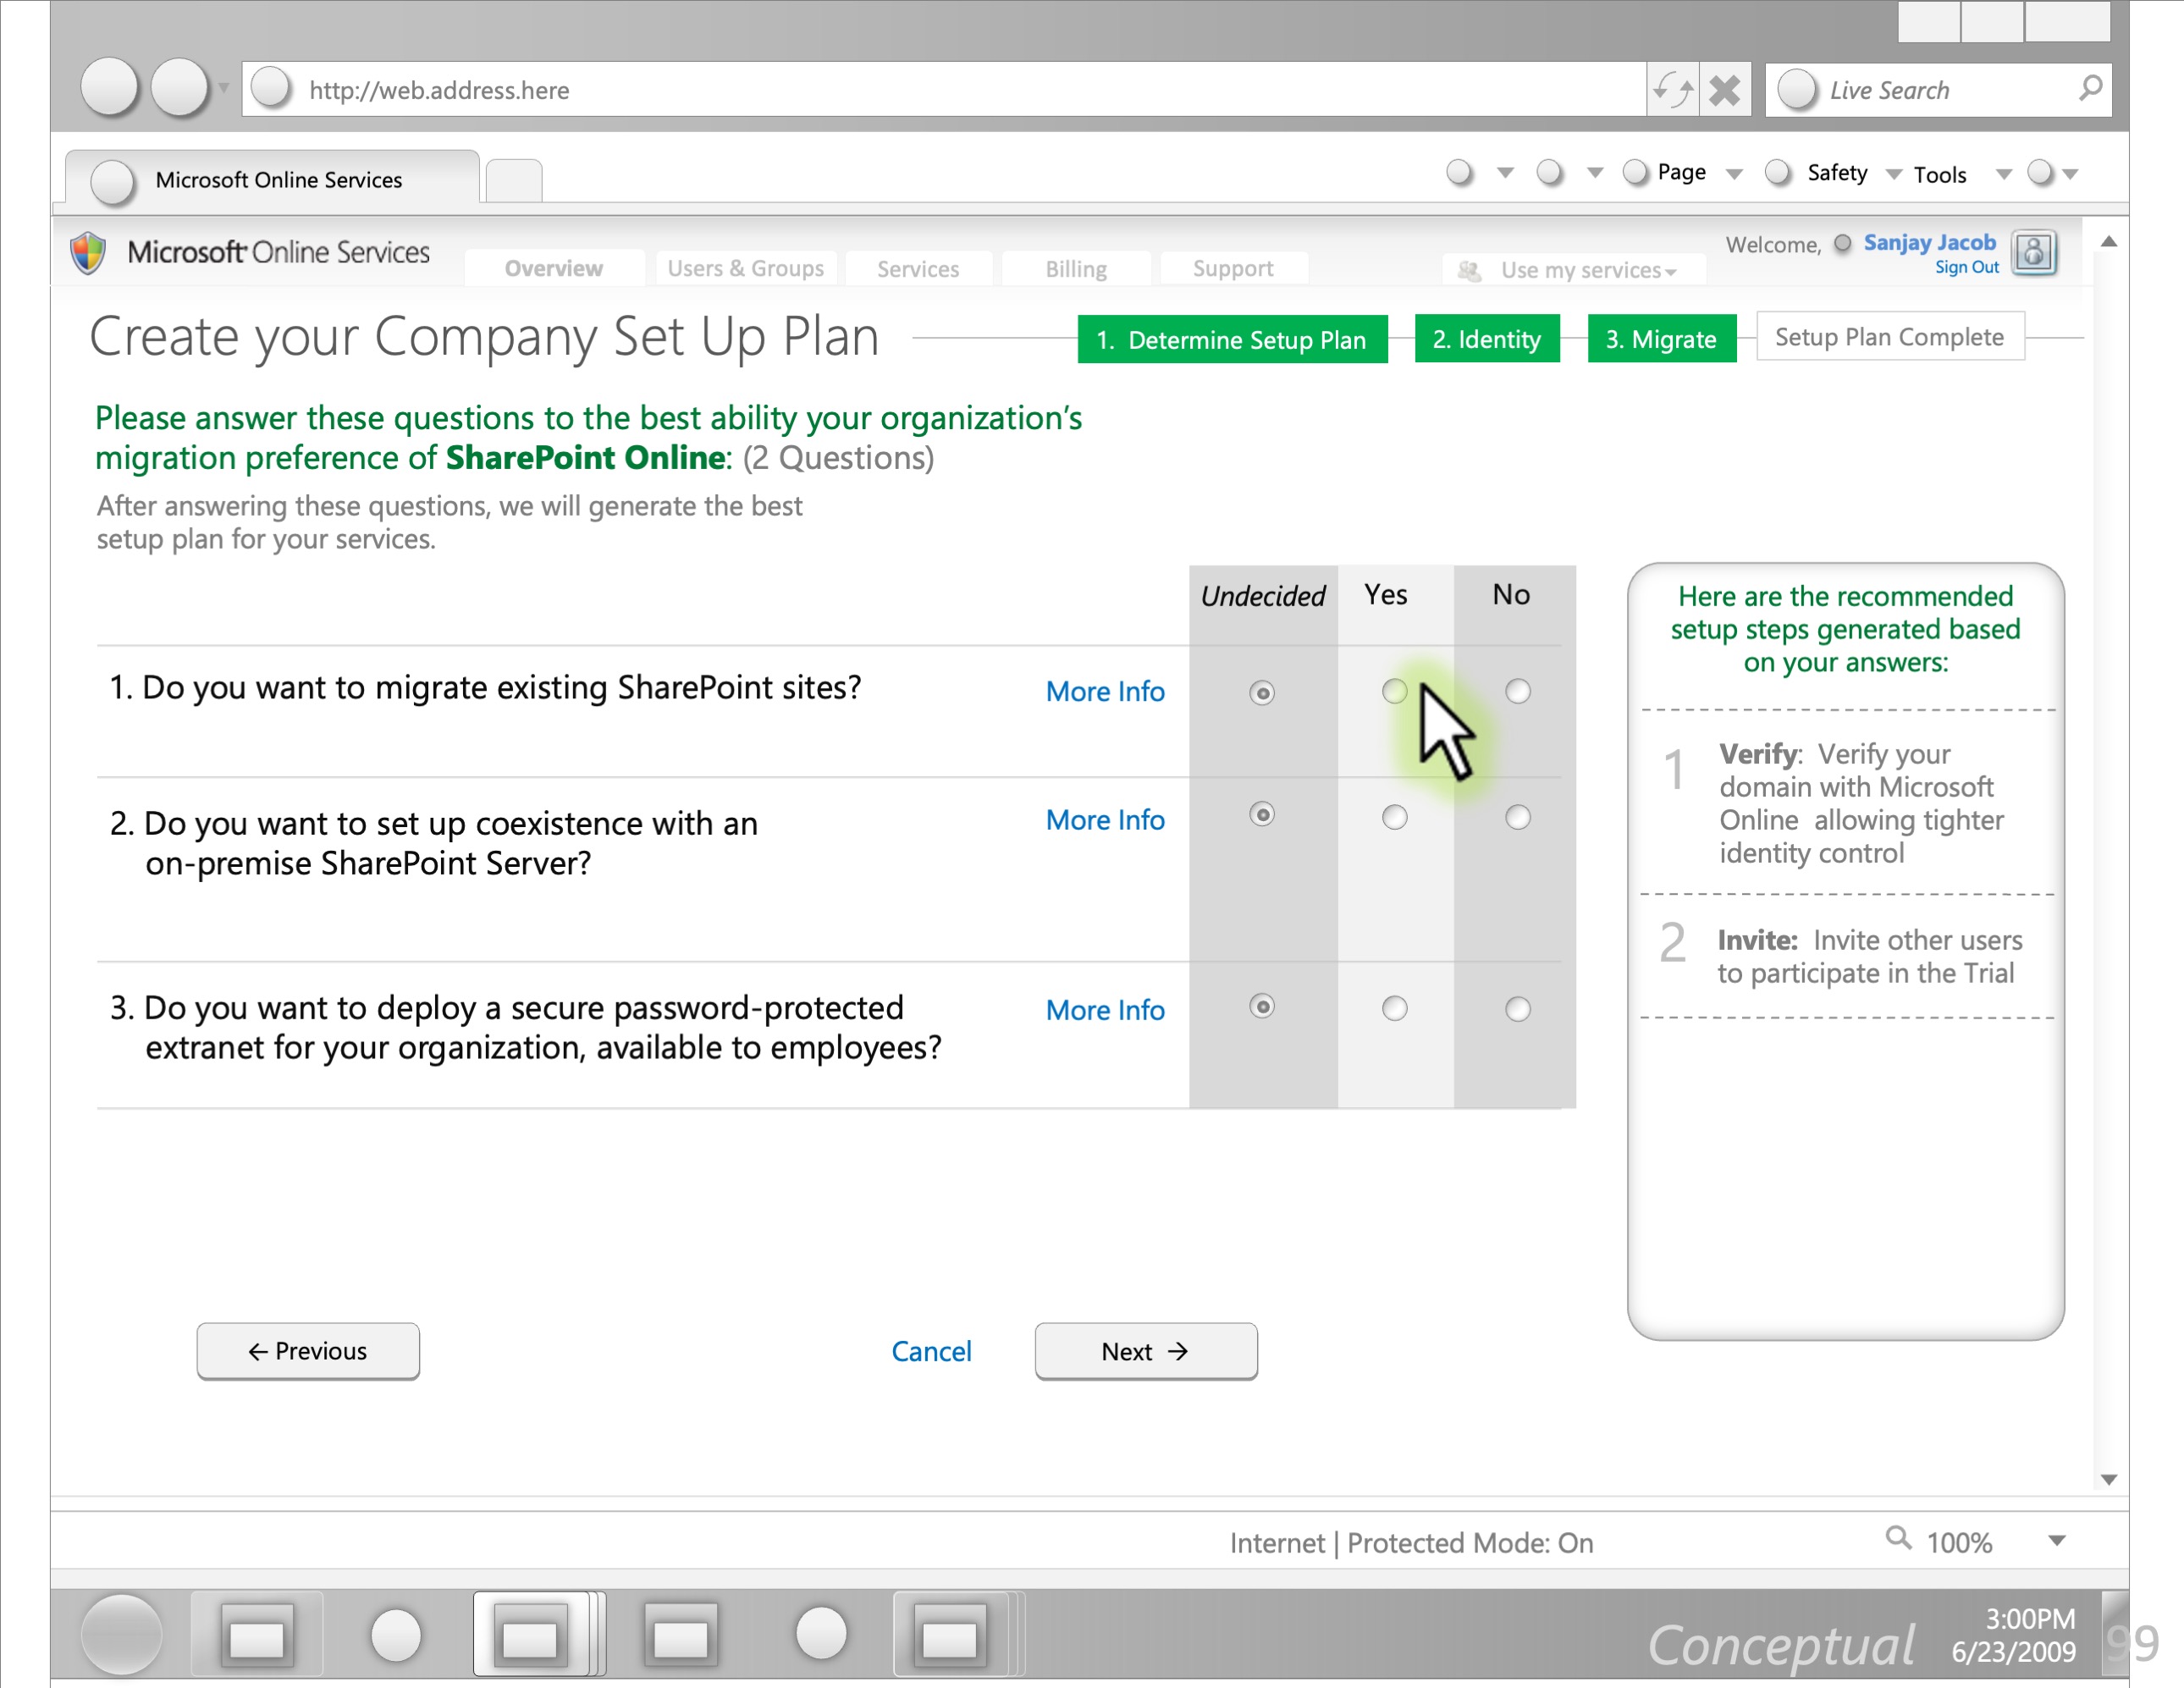 http://web.address.here
Live Search
Microsoft Online Services
Page
Safety
Tools
Microsoft Online Services
Overview
Users & Groups
Services
Billing
Support
Use my services
Welcome,
Sanjay Jacob
Sign Out
Create your Company Set Up Plan
1. Determine Setup Plan
2. Identity
3. Migrate
Setup Plan Complete
Please answer these questions to the best ability your organization's
migration preference of SharePoint Online: (2 Questions)
After answering these questions, we will generate the best
setup plan for your services.
Undecided
Yes
No
1. Do you want to migrate existing SharePoint sites?
More Info
2. Do you want to set up coexistence with an
on-premise SharePoint Server?
More Info
3. Do you want to deploy a secure password-protected
extranet for your organization, available to employees?
More Info
Here are the recommended
setup steps generated based
on your answers:
1
Verify: Verify your
domain with Microsoft
Online allowing tighter
identity control
2
Invite: Invite other users
to participate in the Trial
← Previous
Cancel
Next →
Internet | Protected Mode: On
100%
Conceptual
3:00PM
6/23/2009
99